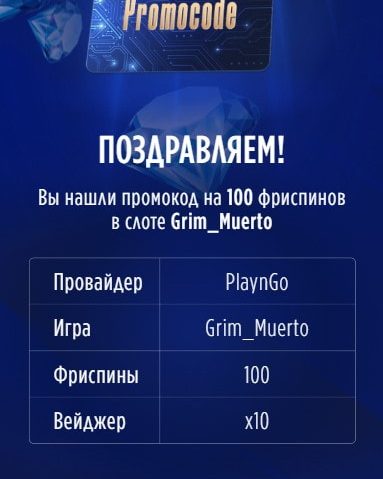 Promocode
ПОЗДРАВЛЯЕМ!
Вы нашли промокод на 100 фриспинов
в слоте Grim_Muerto
Провайдер PlaynGo
Игра Grim_Muerto
Фриспины 100
Вейджер x10